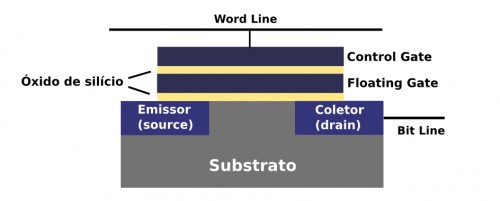 Word Line
Control Gate
Óxido de silício
Floating Gate
Emissor
(source)
Coletor
(drain)
Bit Line
Substrato